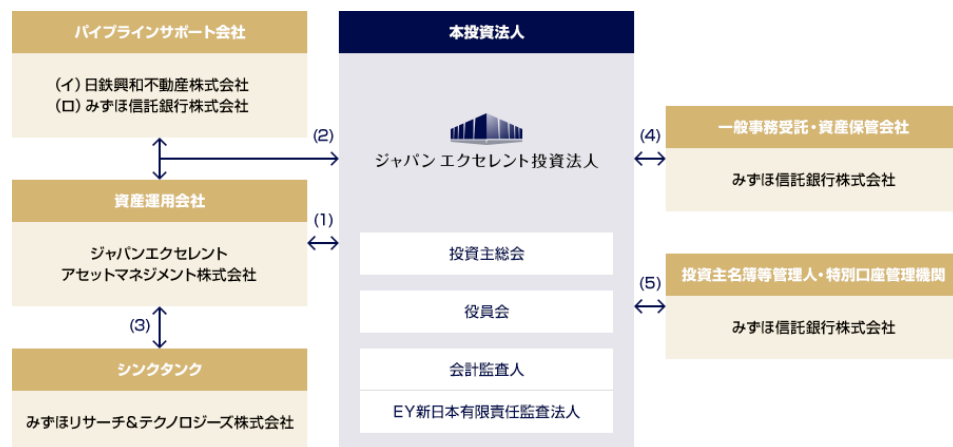 パイプラインサポート会社
(イ)日鉄興和不動産株式会社
(ロ)みずほ信託銀行株式会社
資産運用会社
ジャパンエクセレント
アセットマネジメント株式会社
(3)
シンクタンク
みずほリサーチ&テクノロジーズ株式会社
(2)
(1)
本投資法人
ジャパン エクセレント投資法人
投資主総会
役員会
会計監査人
EY新日本有限責任監査法人
(4)
一般事務受託・資産保管会社
みずほ信託銀行株式会社
(5)
投資主名簿等管理人・特別口座管理機関
みずほ信託銀行株式会社